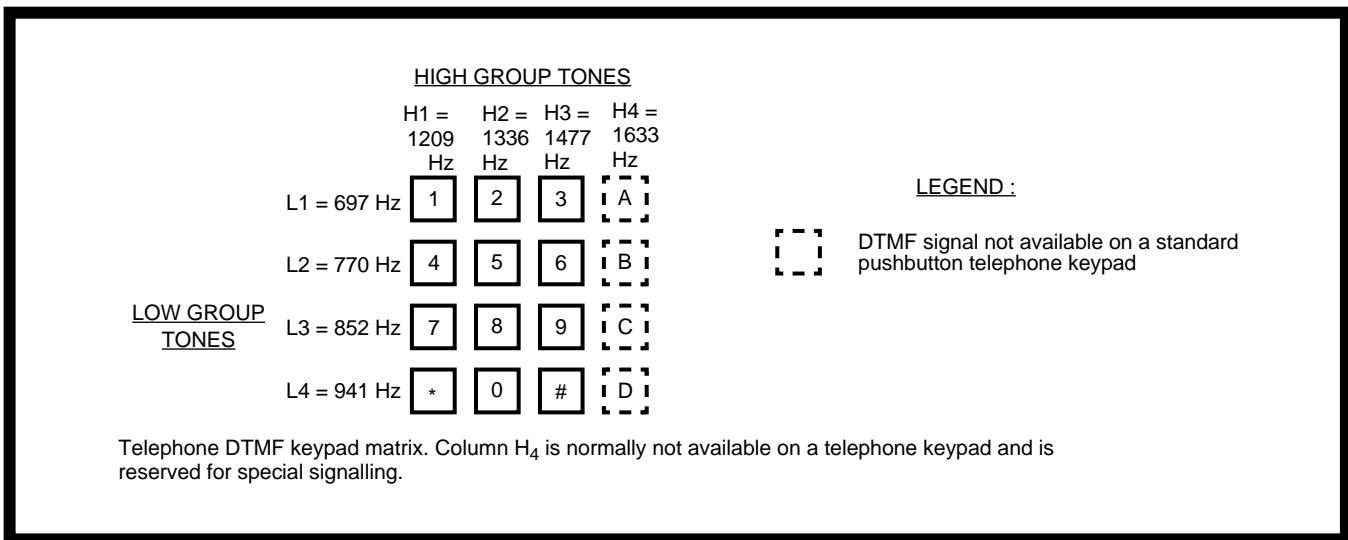 HIGH GROUP TONES
H1 = H2 = H3 = H4 =
1209 1336 1477 1633
Hz Hz Hz Hz
L1 = 697 Hz 1 2 3 A
LEGEND :
DTMF signal not available on a standard
pushbutton telephone keypad
L2 = 770 Hz 4 5 6 B
LOW GROUP
TONES
L3 = 852 Hz 7 8 9 C
L4 = 941 Hz * 0 # D
Telephone DTMF keypad matrix. Column H4 is normally not available on a telephone keypad and is
reserved for special signalling.